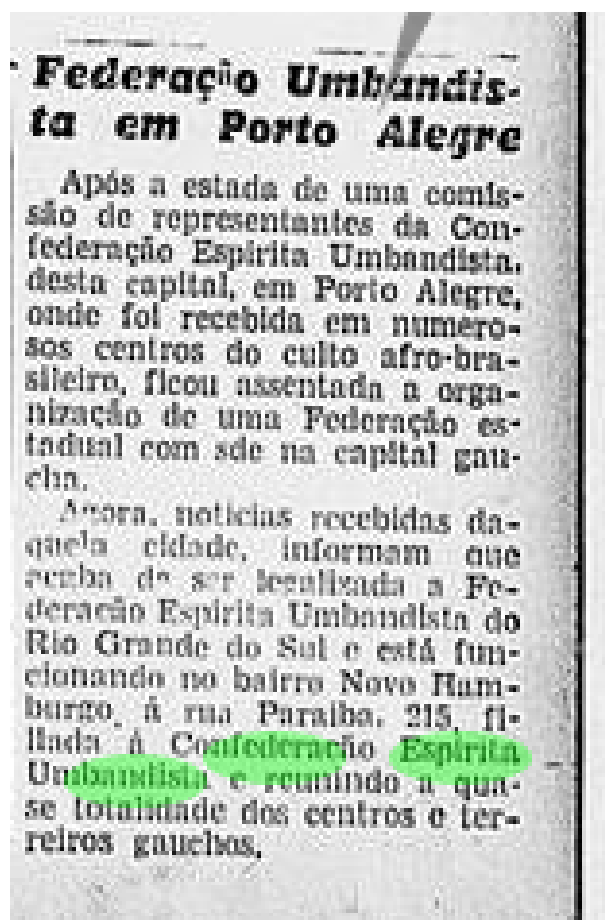 Federação Umbandis-
ta em Porto Alegre
Após a estada de uma comis-
são de representantes da Con-
federação Espirita Umbandista,
desta capital, em Porto Alegre,
onde foi recebida em numero-
sos centros do culto afro-bra-
sileiro, ficou assentada a orga-
nização de uma Federação es-
tadual com sde na capital gau-
cha.
Agora, noticias recebidas da-
quela cidade, informam que
acaba de ser legalizada a Fe-
deração Espirita Umbandista do
Rio Grande do Sul e está fun-
cionando no bairro Novo Ham-
burgo, á rua Paraiba, 215, fi-
liada á Confederação Espirita
Umbandista e reunindo a qua-
se totalidade dos centros e ter-
reiros gauchos.